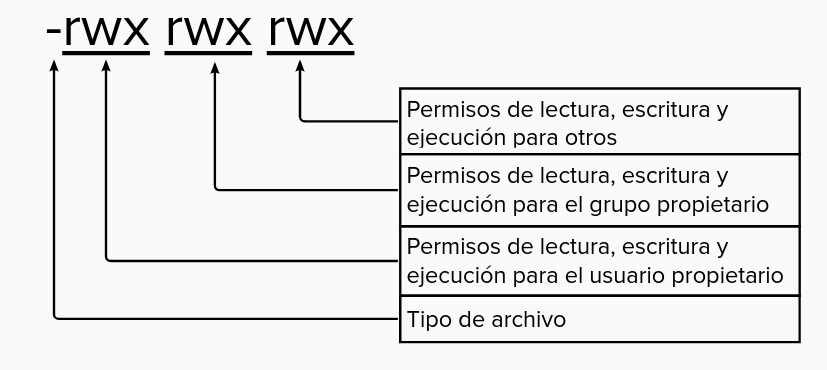 -rwx rwx rwx
Permisos de lectura, escritura y
ejecución para otros
Permisos de lectura, escritura y
ejecución para el grupo propietario
Permisos de lectura, escritura y
ejecución para el usuario propietario
Tipo de archivo